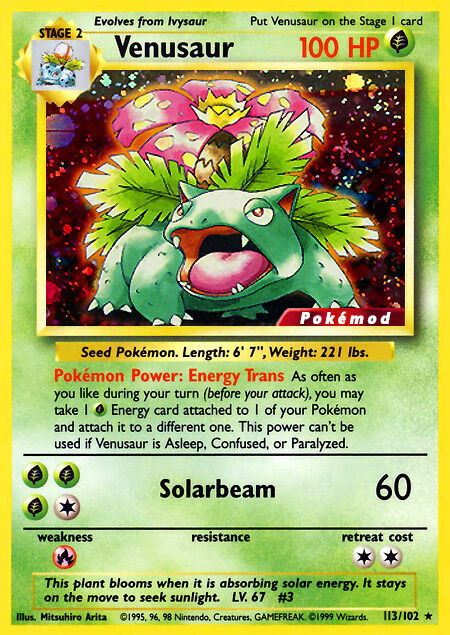 Evolves from Ivysaur
Put Venusaur on the Stage 1 card
STAGE 2
Venusaur
100 HP
Pokémod
Seed Pokémon. Length: 6' 7", Weight: 221 lbs.
Pokémon Power: Energy Trans As often as
you like during your turn (before your attack), you may
take 1 Energy card attached to 1 of your Pokémon
and attach it to a different one. This power can't be
used if Venusaur is Asleep, Confused, or Paralyzed.
Solarbeam
60
weakness
resistance
retreat cost
This plant blooms when it is absorbing solar energy. It stays
on the move to seek sunlight. LV. 67 #3
Illus. Mitsuhiro Arita ©1995, 96, 98 Nintendo, Creatures, GAMEFREAK. ©1999 Wizards. 113/102 ★